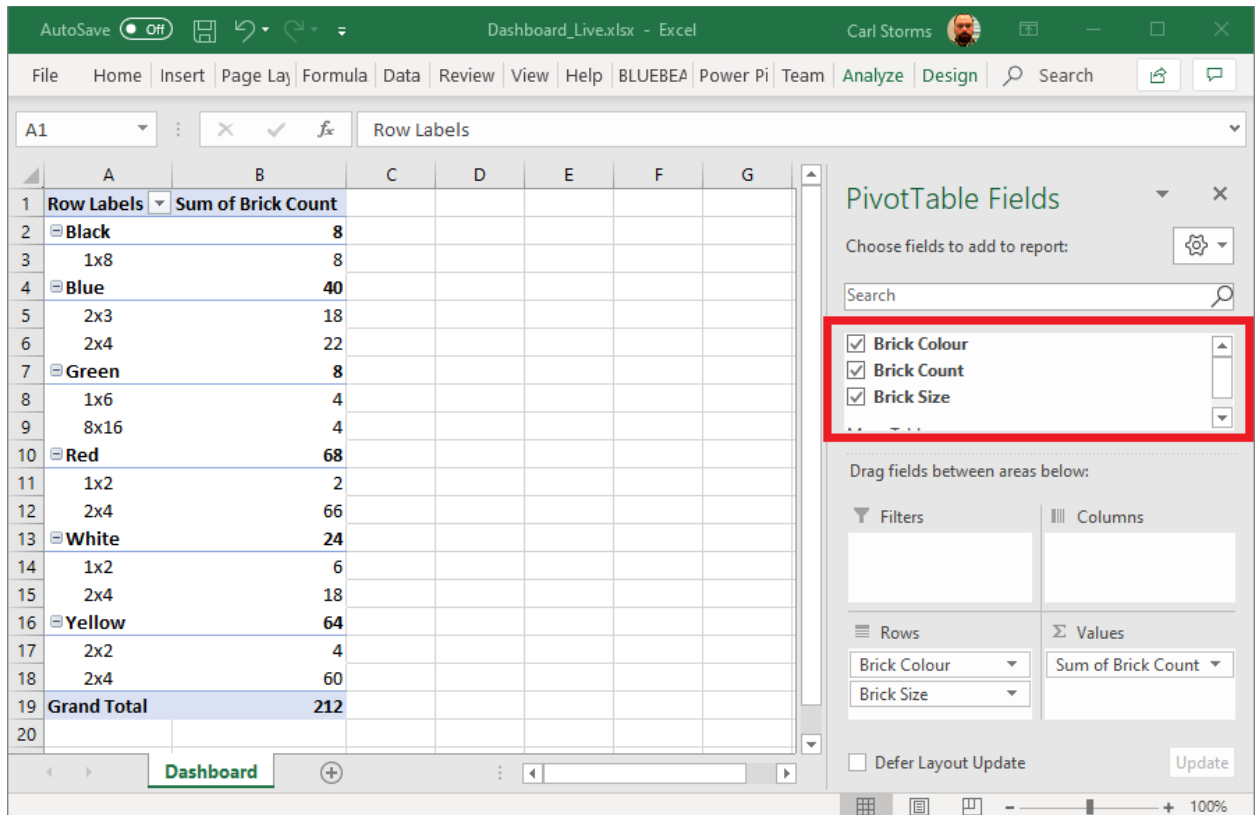 AutoSave Off Dashboard_Live.xlsx - Excel Carl Storms
File Home Insert Page Lay Formula Data Review View Help BLUEBEA Power Pi Team Analyze Design Search
A1 fx Row Labels
A B C D E F G
1 Row Labels Sum of Brick Count
2 Black 8
3 1x8 8
4 Blue 40
5 2x3 18
6 2x4 22
7 Green 8
8 1x6 4
9 8x16 4
10 Red 68
11 1x2 2
12 2x4 66
13 White 24
14 1x2 6
15 2x4 18
16 Yellow 64
17 2x2 4
18 2x4 60
19 Grand Total 212
20
Dashboard
PivotTable Fields
Choose fields to add to report:
Search
Brick Colour
Brick Count
Brick Size
Drag fields between areas below:
Filters Columns
Rows Σ Values
Brick Colour Sum of Brick Count
Brick Size
Defer Layout Update Update
100%